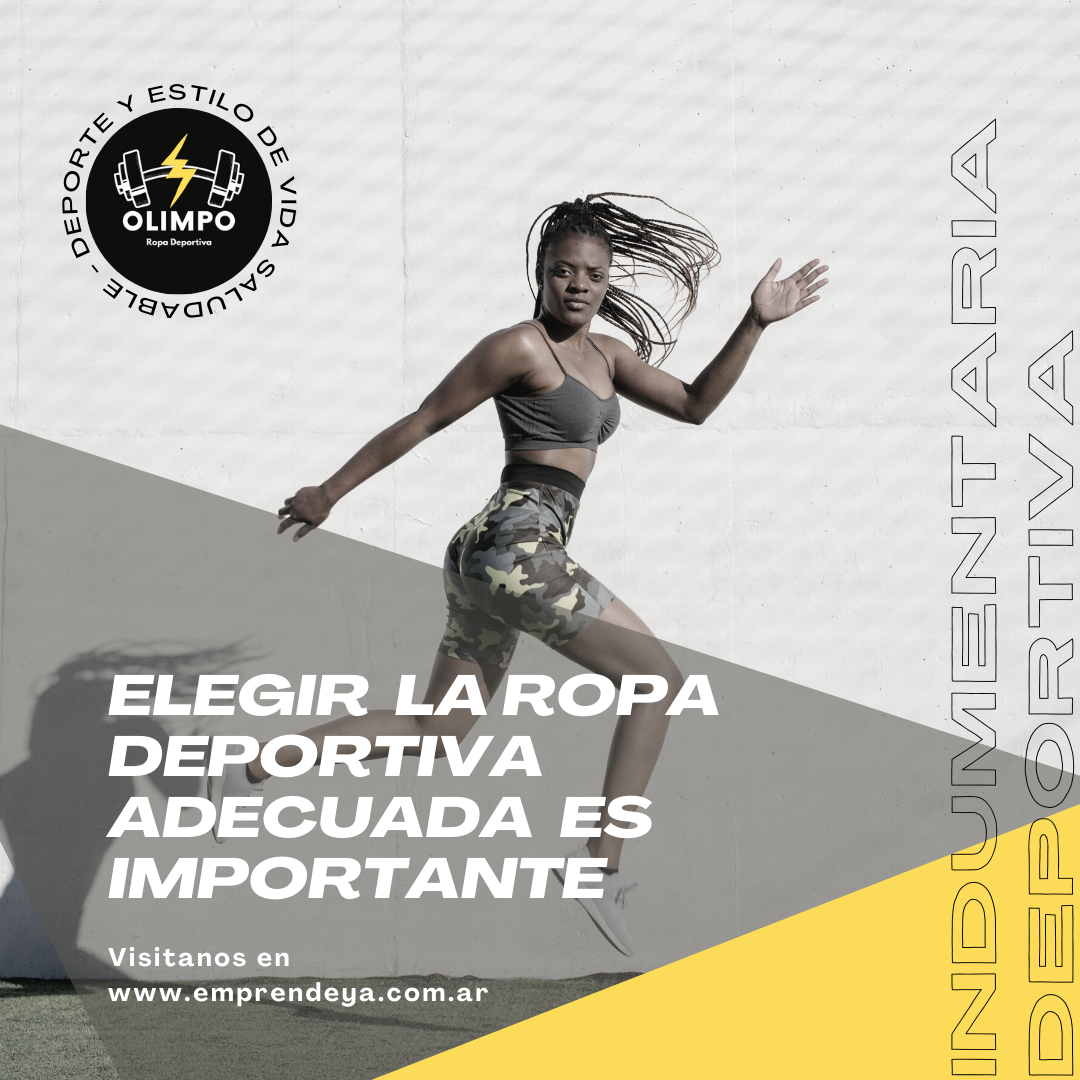 DEPORTE Y ESTILO DE VIDA SALUDABLE -
OLIMPO
Ropa Deportiva
ELEGIR LA ROPA
DEPORTIVA
ADECUADA ES
IMPORTANTE
Visitanos en
www.emprendeya.com.ar
INDUMENTARIA
DEPORTIVA